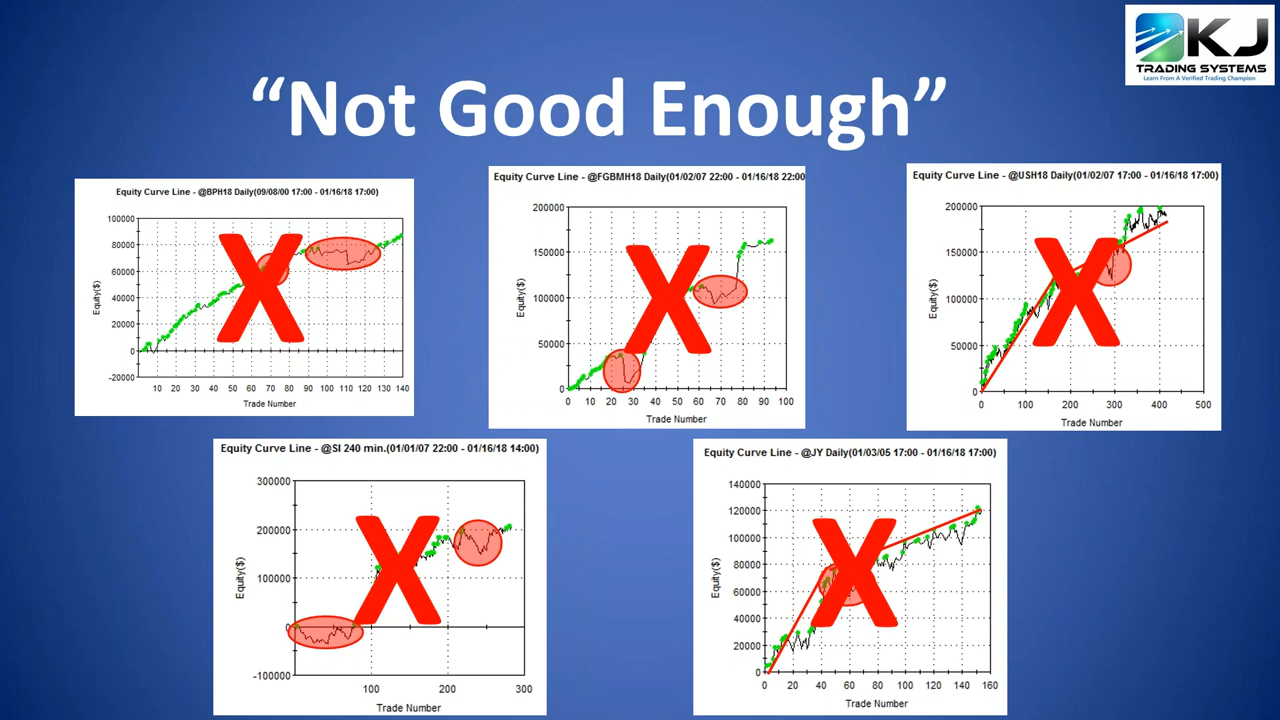 KJ
TRADING SYSTEMS
Learn From A Verified Trading Champion
“Not Good Enough”
Equity Curve Line - @BPH18 Daily(09/08/00 17:00 - 01/16/18 17:00)
100000
80000
60000
40000
20000
0
-20000
Equity($)
10 20 30 40 50 60 70 80 90 100 110 120 130 140
Trade Number
Equity Curve Line - @FGBMH18 Daily(01/02/07 22:00 - 01/16/18 22:00
200000
150000
100000
50000
0
Equity($)
0 10 20 30 40 50 60 70 80 90 100
Trade Number
Equity Curve Line - @USH18 Daily(01/02/07 17:00 - 01/16/18 17:00)
200000
150000
100000
50000
0
Equity($)
0 100 200 300 400 500
Trade Number
Equity Curve Line - @SI 240 min.(01/01/07 22:00 - 01/16/18 14:00)
300000
200000
100000
0
-100000
Equity($)
100 200 300
Trade Number
Equity Curve Line - @JY Daily(01/03/05 17:00 - 01/16/18 17:00)
140000
120000
100000
80000
60000
40000
20000
0
Equity($)
0 20 40 60 80 100 120 140 160
Trade Number